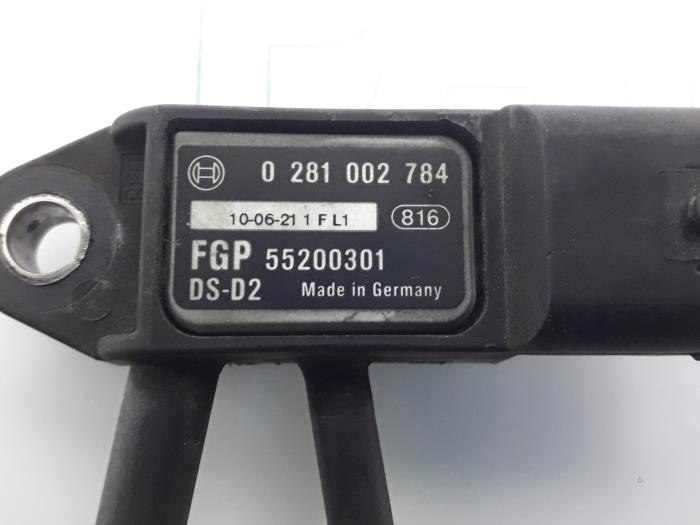 0 281 002 784
10-06-21 1 F L1
816
FGP 55200301
DS-D2 Made in Germany